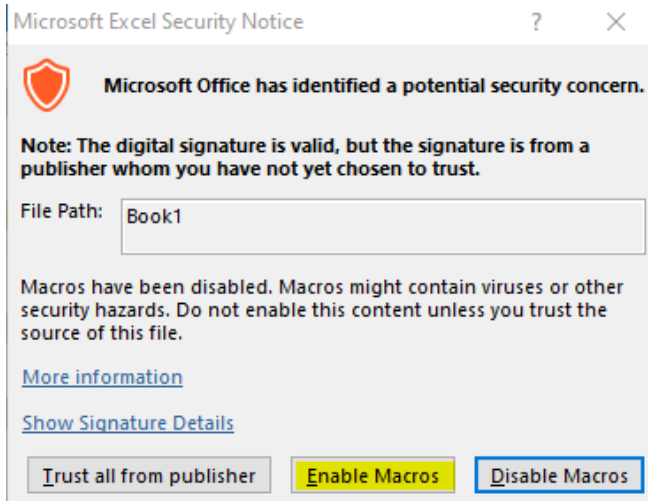 Microsoft Excel Security Notice ?
Microsoft Office has identified a potential security concern.
Note: The digital signature is valid, but the signature is from a
publisher whom you have not yet chosen to trust.
File Path: Book1
Macros have been disabled. Macros might contain viruses or other
security hazards. Do not enable this content unless you trust the
source of this file.
More information
Show Signature Details
Trust all from publisher Enable Macros Disable Macros